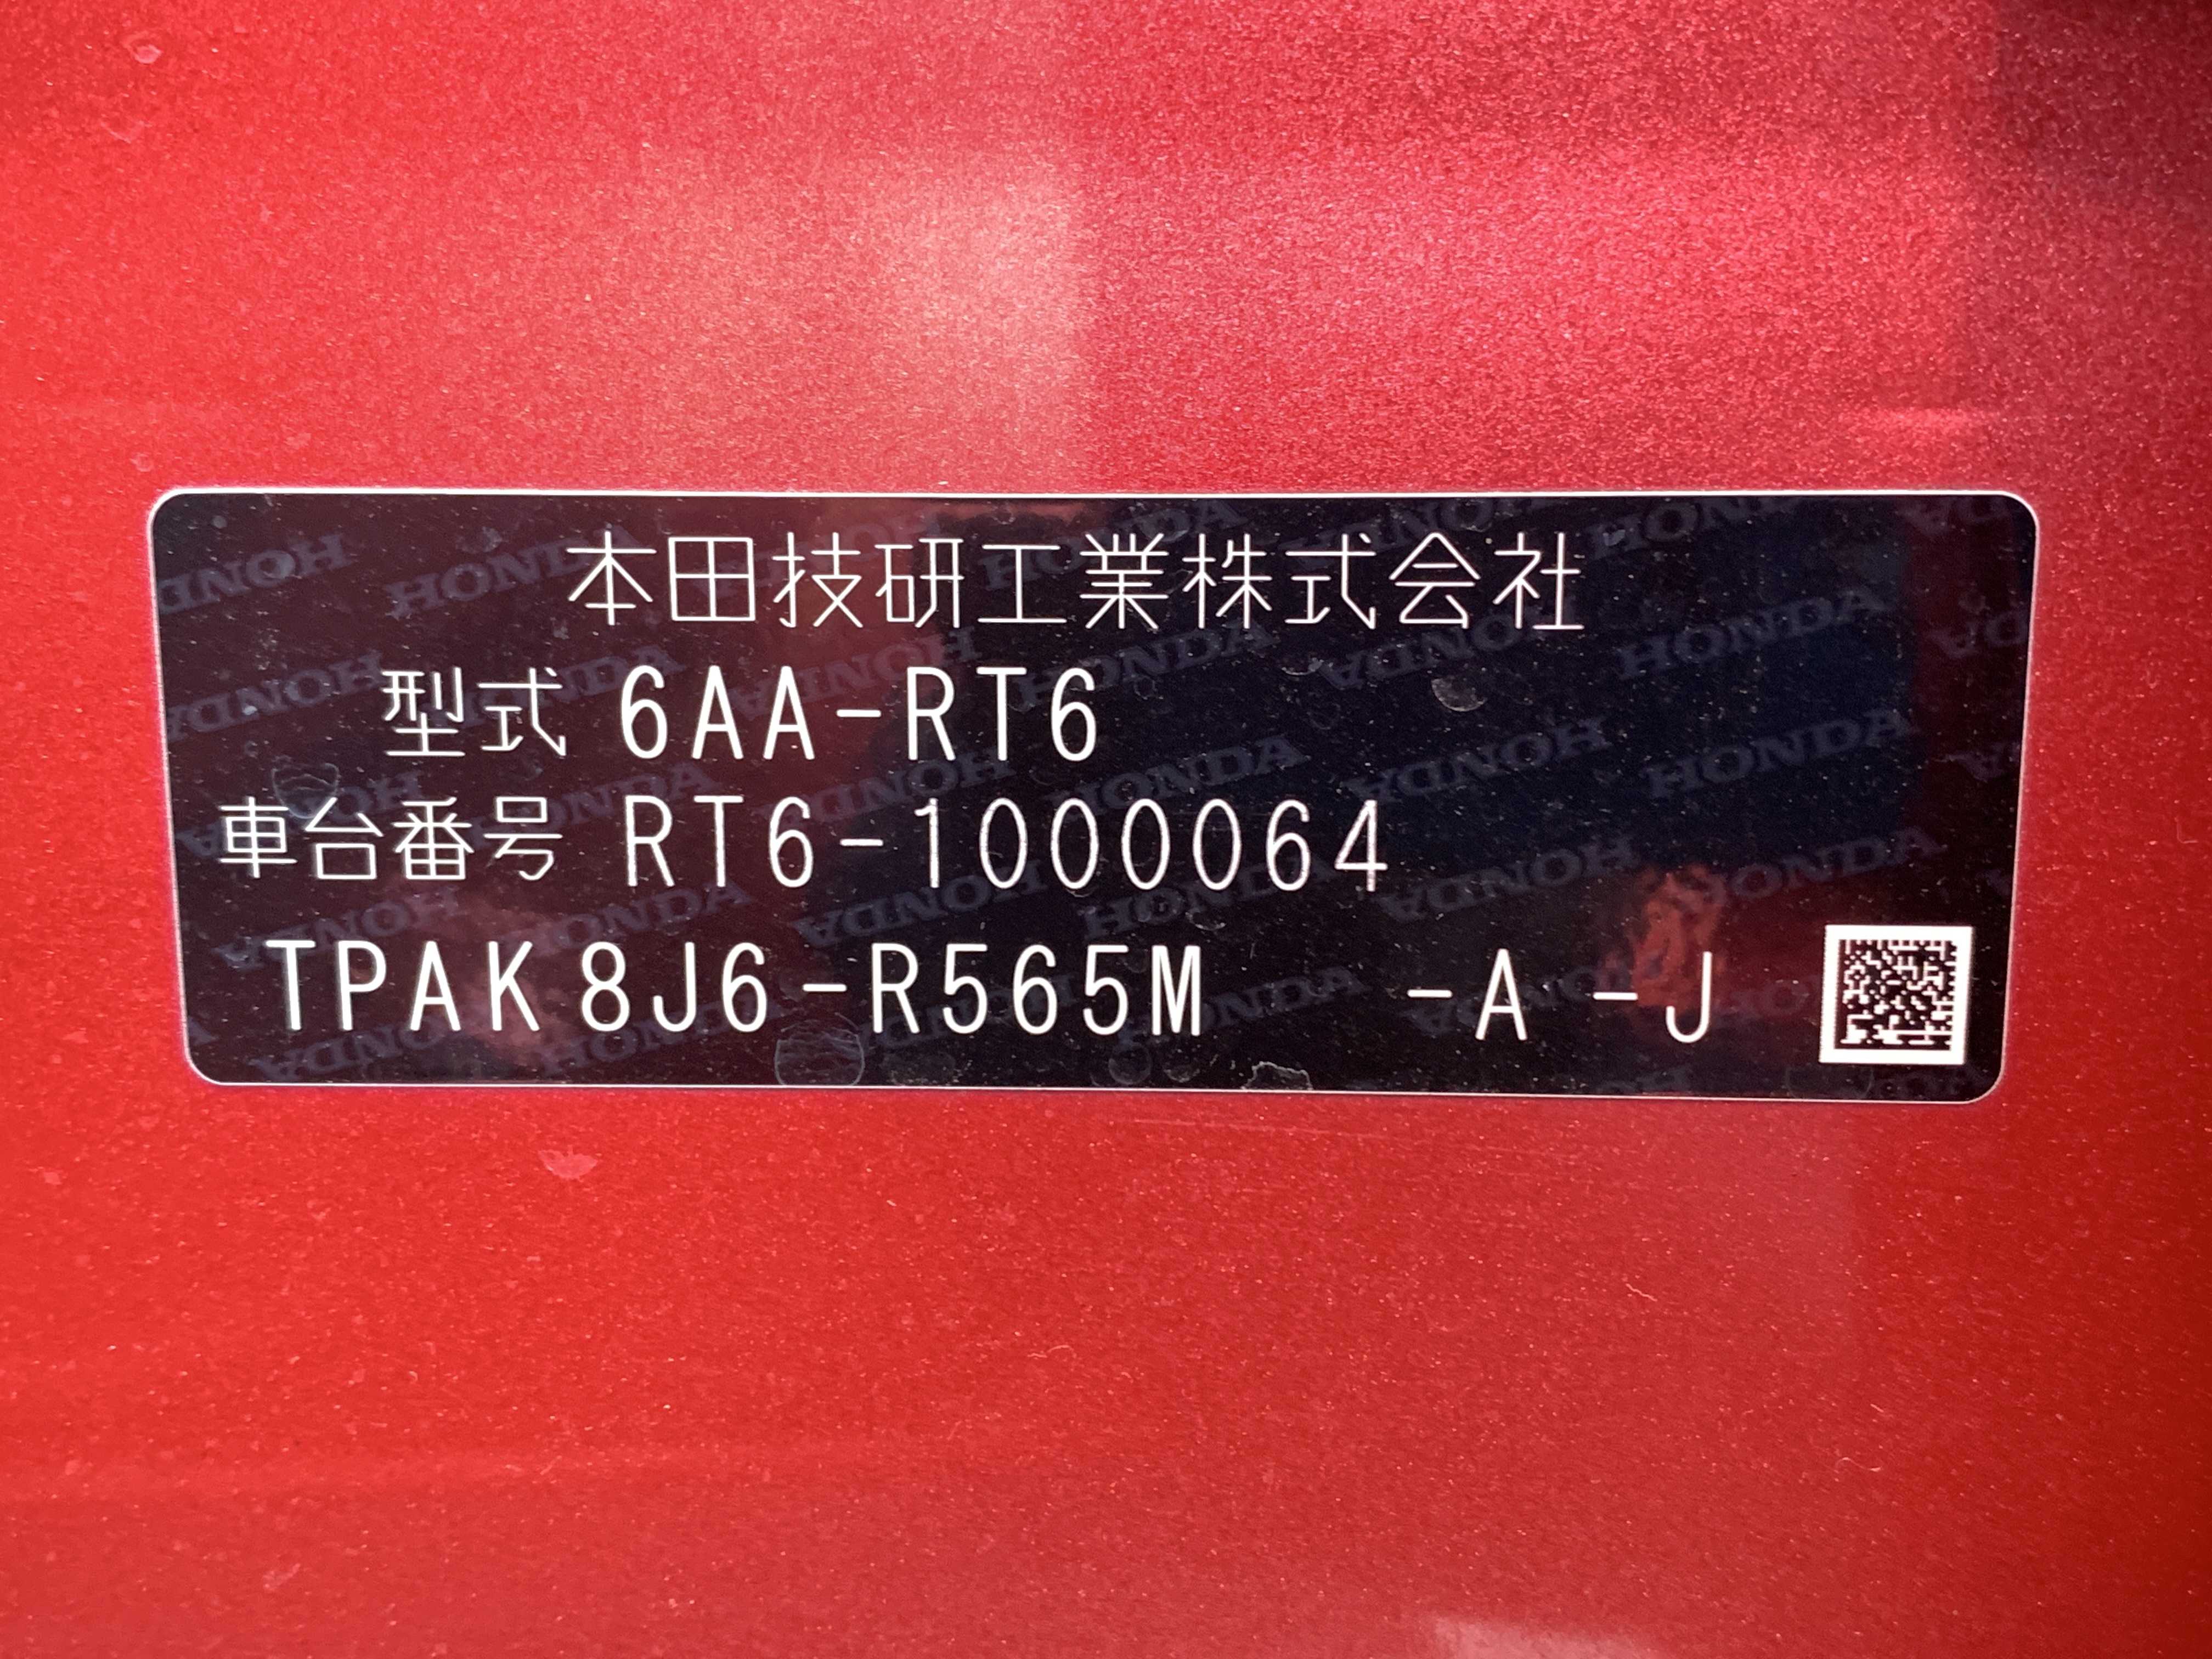 本田技研工業株式会社
型式 6AA-RT6
車台番号 RT6-1000064
TPAK8J6-R565M -A -J